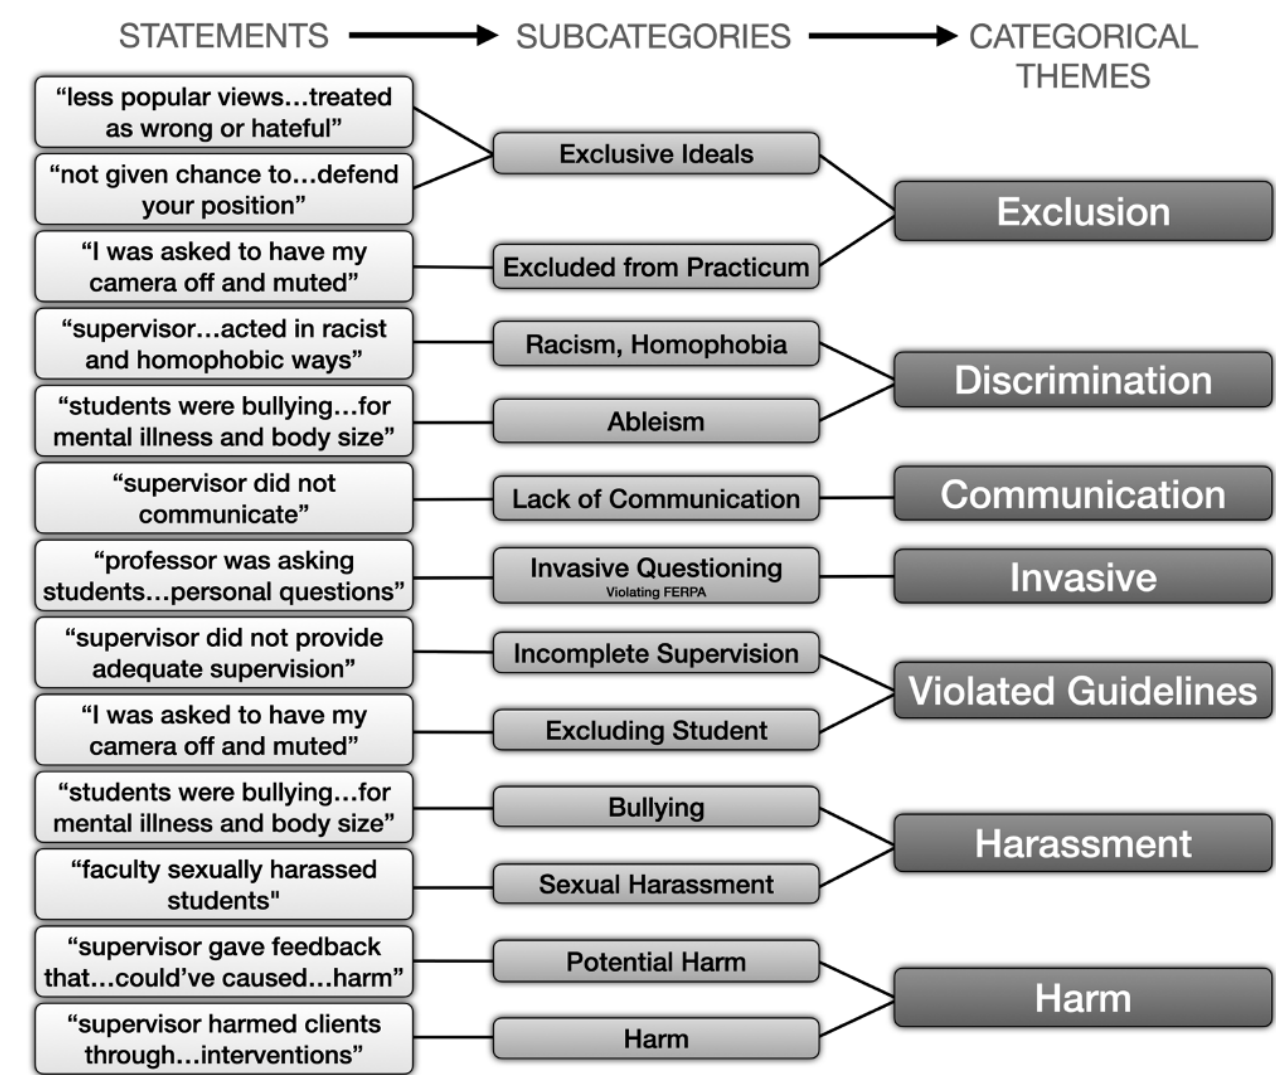 STATEMENTS
SUBCATEGORIES
CATEGORICAL
THEMES
“less popular views…treated
as wrong or hateful”
“not given chance to…defend
your position”
“I was asked to have my
camera off and muted”
“supervisor…acted in racist
and homophobic ways”
“students were bullying…for
mental illness and body size”
“supervisor did not
communicate”
“professor was asking
students…personal questions”
“supervisor did not provide
adequate supervision”
“I was asked to have my
camera off and muted”
“students were bullying…for
mental illness and body size”
“faculty sexually harassed
students"
“supervisor gave feedback
that…could’ve caused…harm”
“supervisor harmed clients
through…interventions”
Exclusive Ideals
Excluded from Practicum
Racism, Homophobia
Ableism
Lack of Communication
Invasive Questioning
Violating FERPA
Incomplete Supervision
Excluding Student
Bullying
Sexual Harassment
Potential Harm
Harm
Exclusion
Discrimination
Communication
Invasive
Violated Guidelines
Harassment
Harm